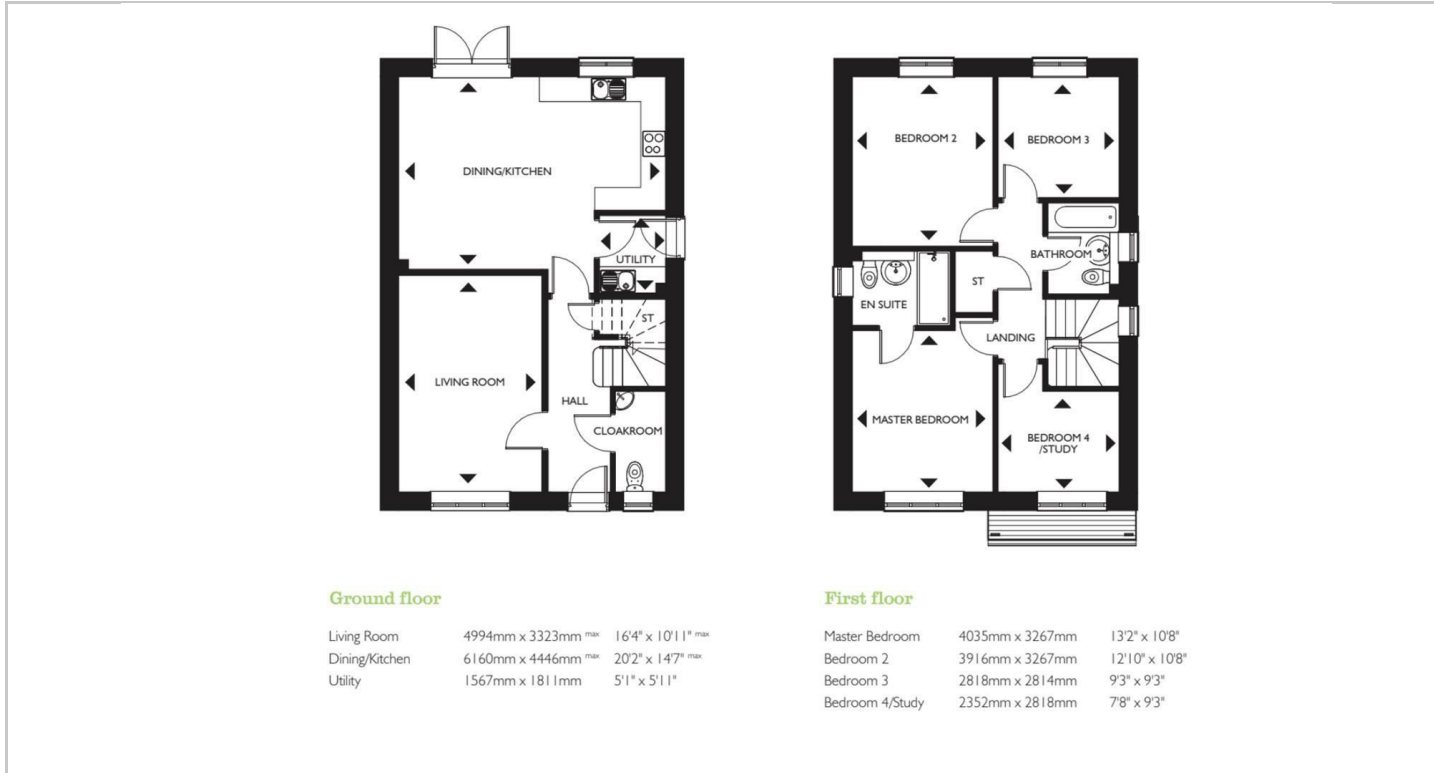 DINING/KITCHEN
UTILITY
ST
LIVING ROOM
HALL
CLOAKROOM
BEDROOM 2
BEDROOM 3
BATHROOM
EN SUITE
ST
LANDING
MASTER BEDROOM
BEDROOM 4
/STUDY
Ground floor
Living Room 4994mm x 3323mm max 16'4" x 10'11" max
Dining/Kitchen 6160mm x 4446mm max 20'2" x 14'7" max
Utility 1567mm x 1811mm 5'1" x 5'11"
First floor
Master Bedroom 4035mm x 3267mm 13'2" x 10'8"
Bedroom 2 3916mm x 3267mm 12'10" x 10'8"
Bedroom 3 2818mm x 2814mm 9'3" x 9'3"
Bedroom 4/Study 2352mm x 2818mm 7'8" x 9'3"